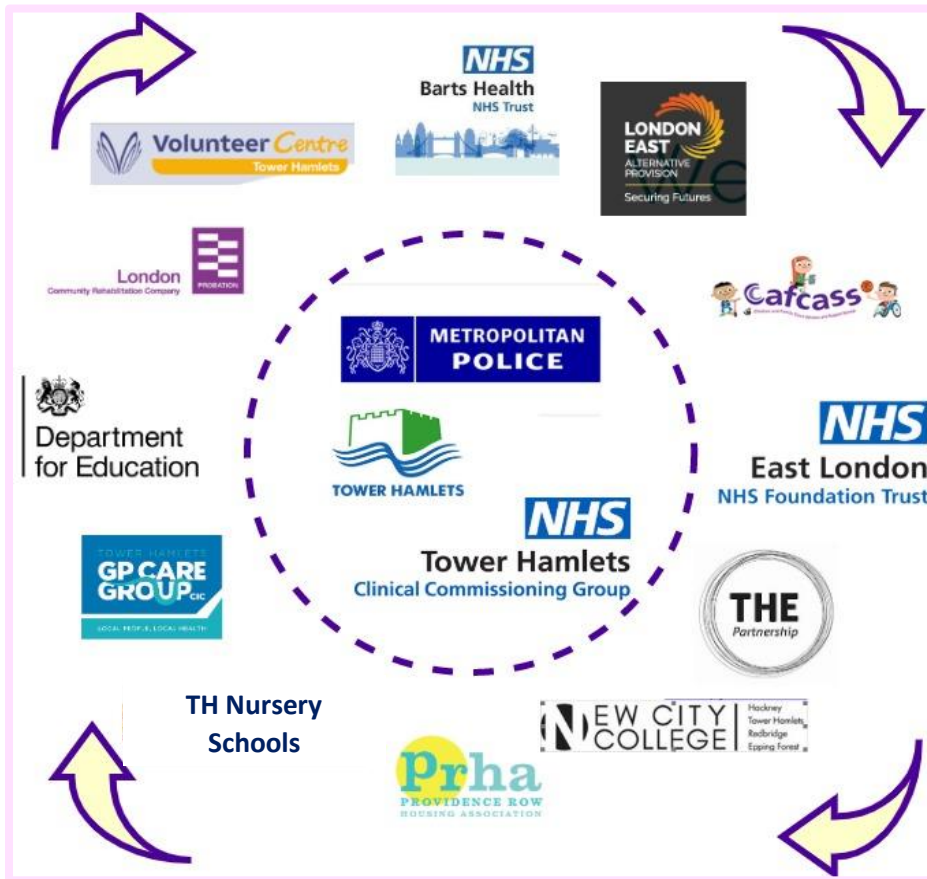 NHS
Barts Health
NHS Trust
Volunteer Centre
Tower Hamlets
LONDON
EAST
ALTERNATIVE
PROVISION
we
Securing Futures
London
Community Rehabilitation Company
PROBATION
Cafcass
METROPOLITAN
POLICE
Department
for Education
TOWER HAMLETS
NHS
East London
NHS Foundation Trust
NHS
Tower Hamlets
Clinical Commissioning Group
TOWER HAMLETS
GP CARE
GROUP CIC
LOCAL PEOPLE, LOCAL HEALTH
THE
Partnership
TH Nursery
Schools
NEW CITY
COLLEGE
Hackney
Tower Hamlets
Redbridge
Epping Forest
Prha
PROVIDENCE ROW
HOUSING ASSOCIATION